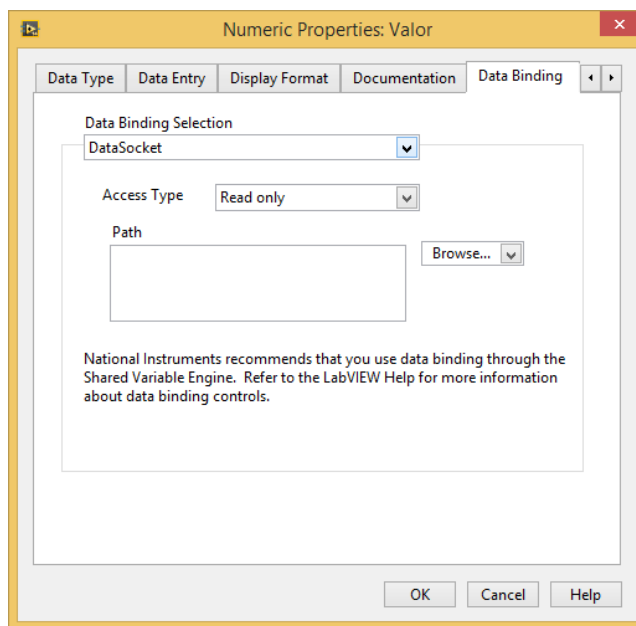 Numeric Properties: Valor
Data Type
Data Entry
Display Format
Documentation
Data Binding
Data Binding Selection
DataSocket
Access Type
Read only
Path
Browse...
National Instruments recommends that you use data binding through the
Shared Variable Engine. Refer to the LabVIEW Help for more information
about data binding controls.
OK
Cancel
Help